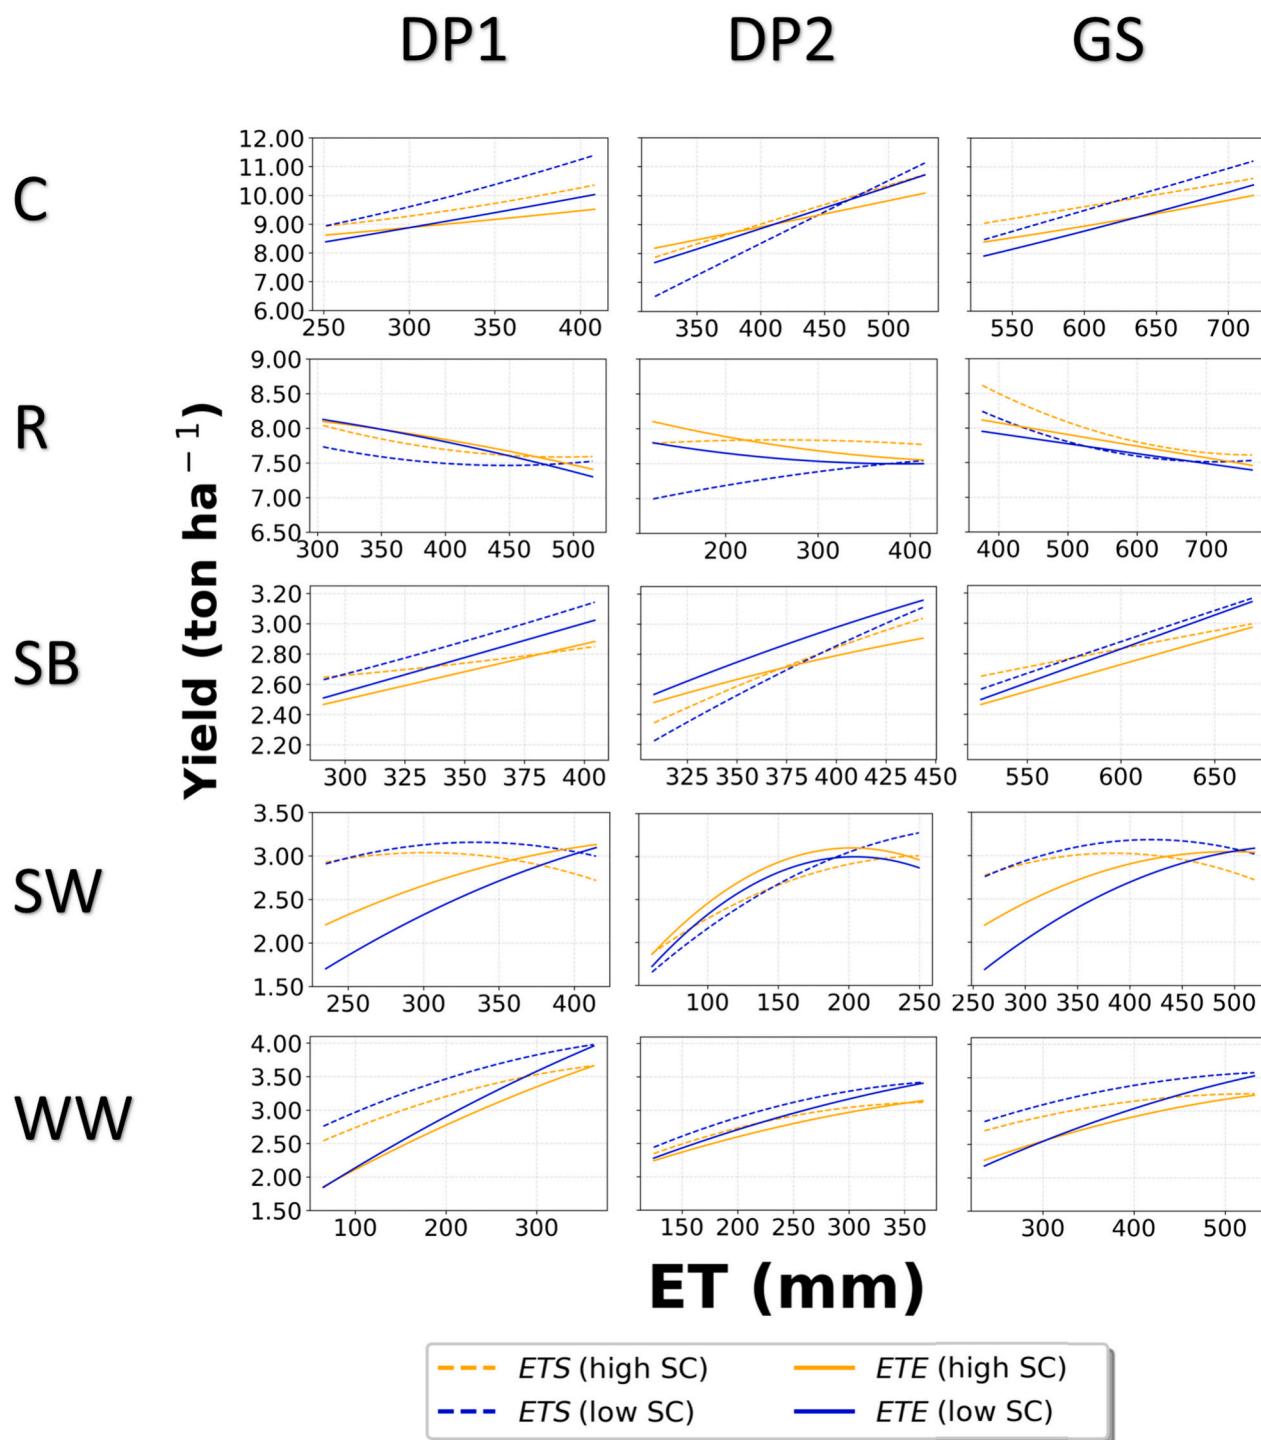 DP1 DP2 GS
C
12.00
11.00
10.00
9.00
8.00
7.00
6.00
250 300 350 400
350 400 450 500
550 600 650 700
R
9.00
8.50
8.00
7.50
7.00
6.50
300 350 400 450 500
200 300 400
400 500 600 700
SB
3.20
3.00
2.80
2.60
2.40
2.20
300 325 350 375 400
325 350 375 400 425 450
550 600 650
SW
3.50
3.00
2.50
2.00
1.50
250 300 350 400
100 150 200 250
250 300 350 400 450 500
WW
4.00
3.50
3.00
2.50
2.00
1.50
100 200 300
150 200 250 300 350
300 400 500
Yield (ton ha⁻¹)
ET (mm)
ETS (high SC) ETE (high SC)
ETS (low SC) ETE (low SC)